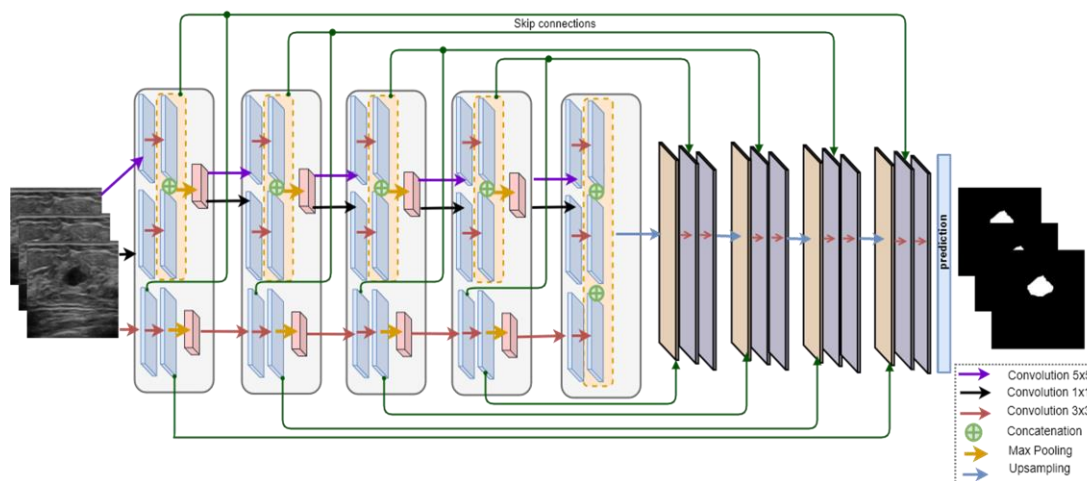 Skip connections
prediction
Convolution 5x5
Convolution 1x1
Convolution 3x3
Concatenation
Max Pooling
Upsampling